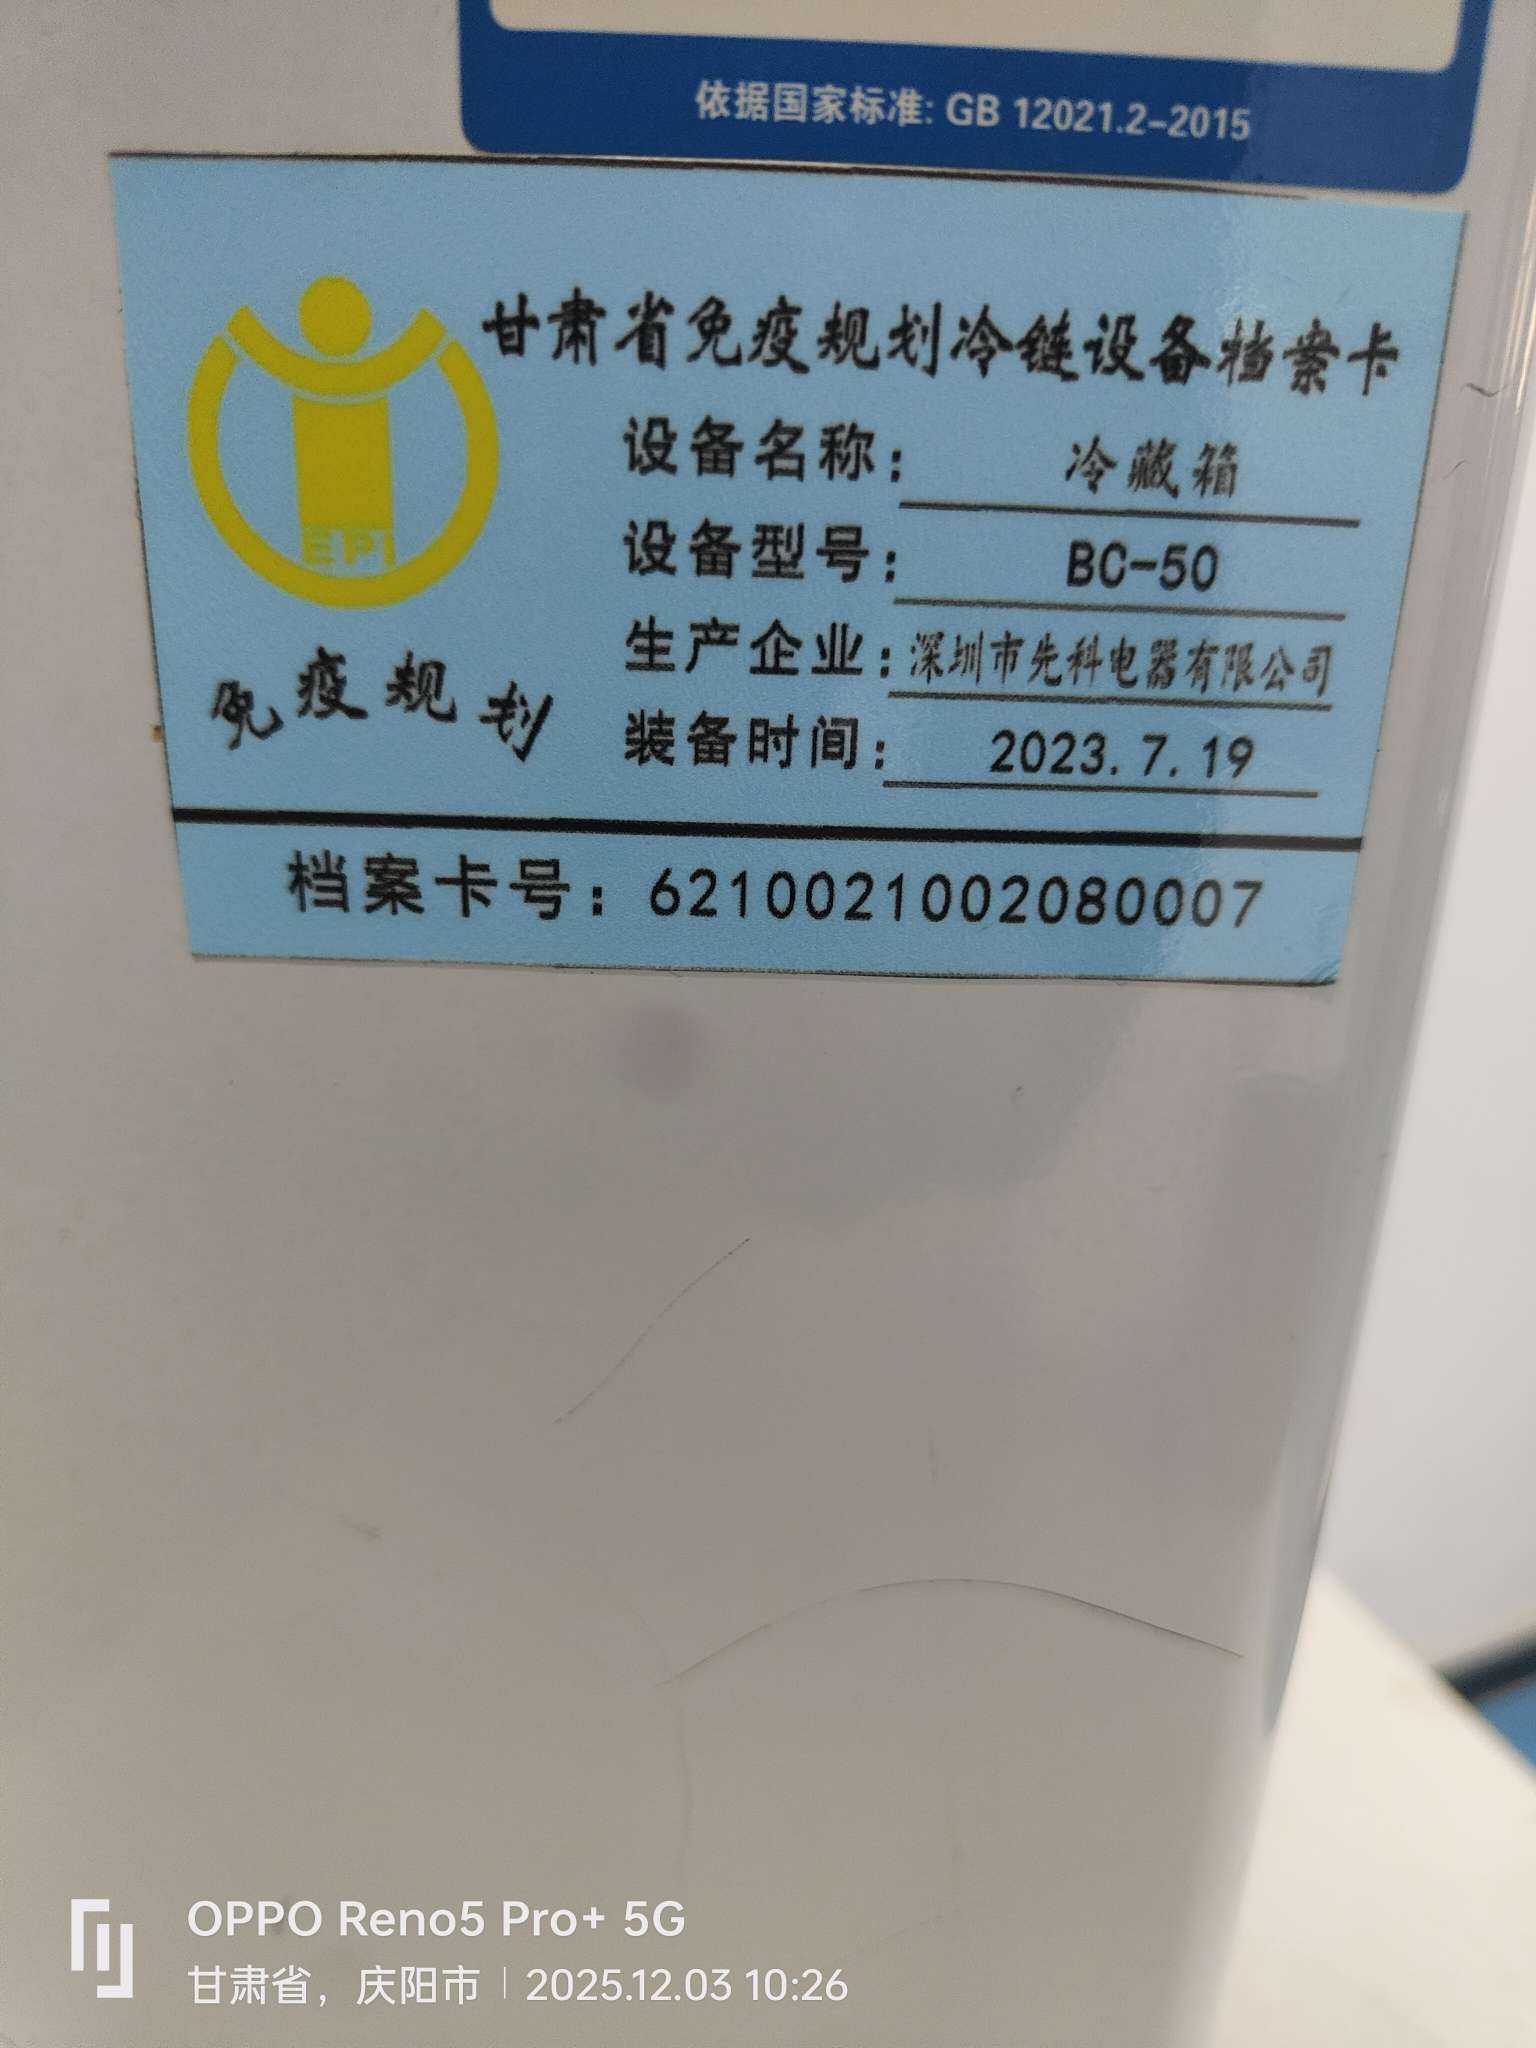 依据国家标准: GB 12021.2-2015
甘肃省免疫规划冷链设备档案卡
设备名称: 冷藏箱
设备型号: BC-50
生产企业: 深圳市先科电器有限公司
装备时间: 2023.7.19
EPI
免疫规划
档案卡号: 6210021002080007
OPPO Reno5 Pro+ 5G
甘肃省，庆阳市 | 2025.12.03 10:26